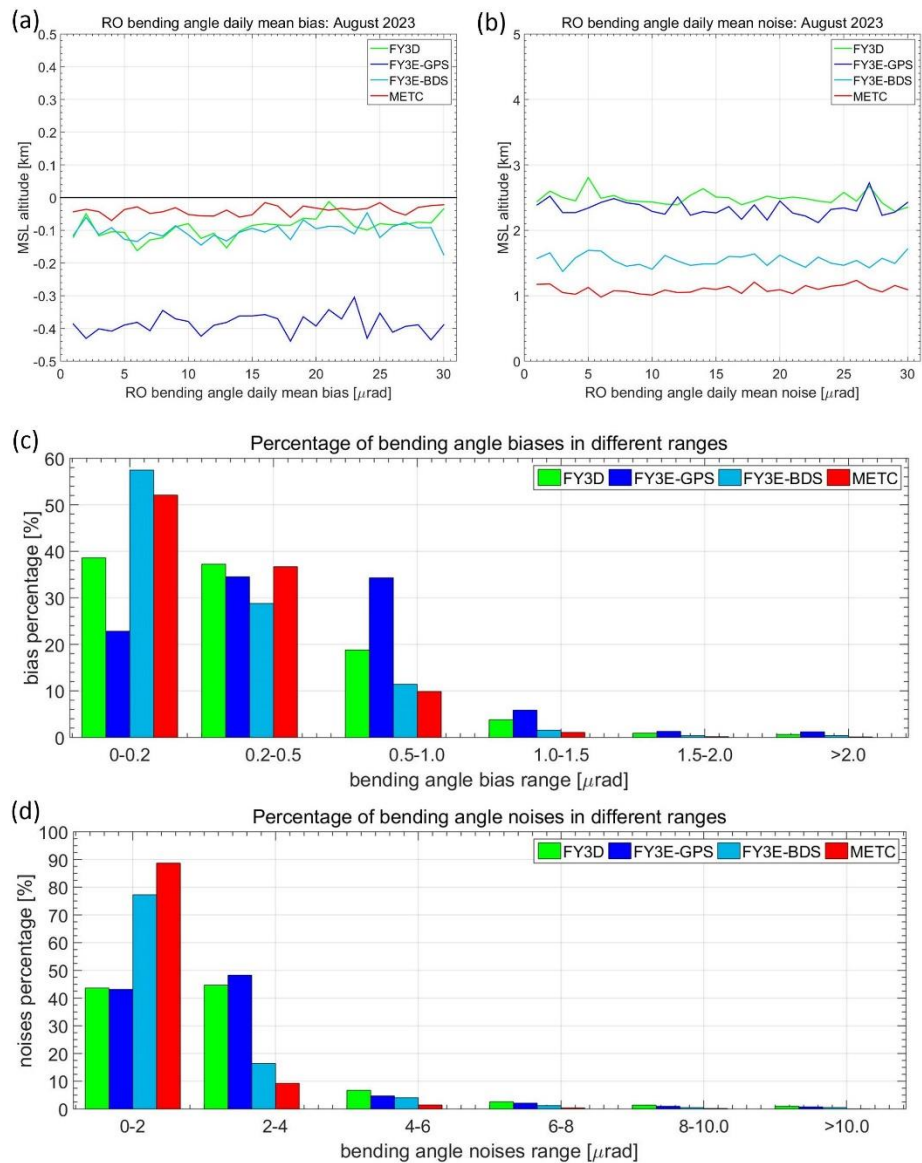 (a)
RO bending angle daily mean bias: August 2023
FY3D
FY3E-GPS
FY3E-BDS
METC
MSL altitude [km]
0.5
0.4
0.3
0.2
0.1
0
-0.1
-0.2
-0.3
-0.4
-0.5
0 5 10 15 20 25 30
RO bending angle daily mean bias [μrad]
(b)
RO bending angle daily mean noise: August 2023
FY3D
FY3E-GPS
FY3E-BDS
METC
MSL altitude [km]
5
4
3
2
1
0
0 5 10 15 20 25 30
RO bending angle daily mean noise [μrad]
(c)
Percentage of bending angle biases in different ranges
FY3D FY3E-GPS FY3E-BDS METC
bias percentage [%]
60
50
40
30
20
10
0
0-0.2 0.2-0.5 0.5-1.0 1.0-1.5 1.5-2.0 >2.0
bending angle bias range [μrad]
(d)
Percentage of bending angle noises in different ranges
FY3D FY3E-GPS FY3E-BDS METC
noises percentage [%]
100
90
80
70
60
50
40
30
20
10
0
0-2 2-4 4-6 6-8 8-10.0 >10.0
bending angle noises range [μrad]